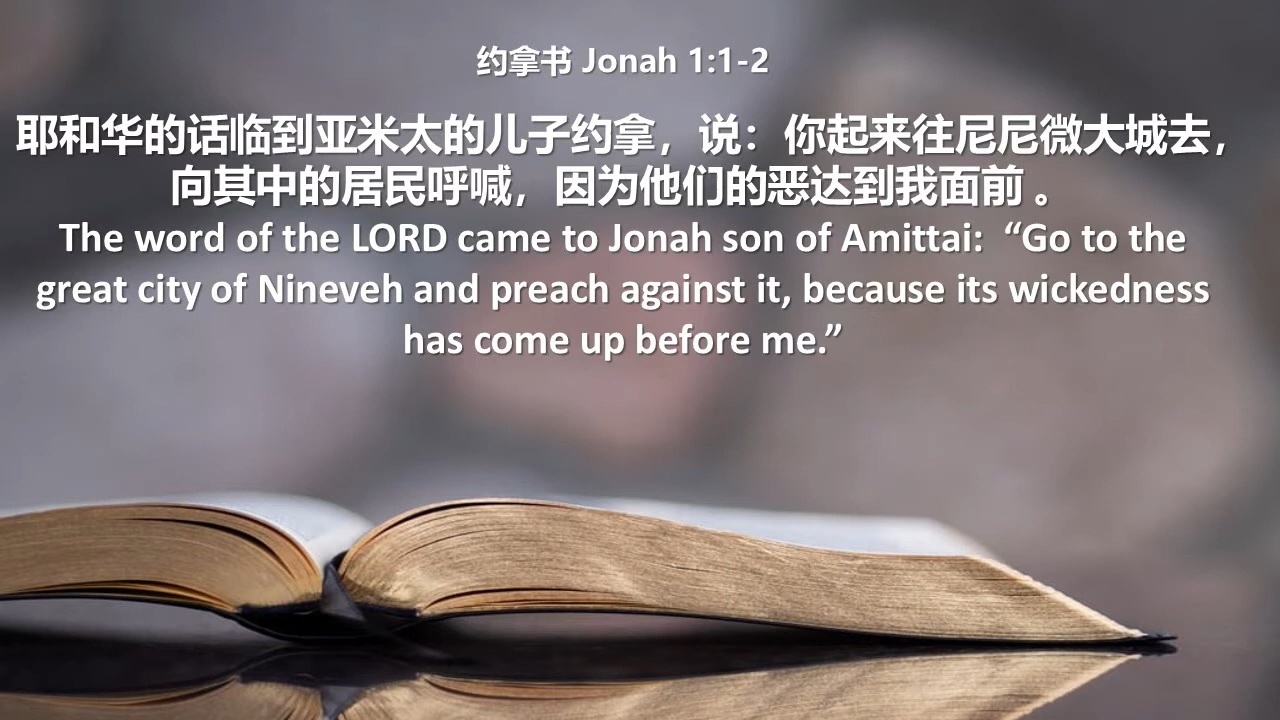 约拿书 Jonah 1:1-2
耶和华的话临到亚米太的儿子约拿，说：你起来往尼尼微大城去，
向其中的居民呼喊，因为他们的恶达到我面前 。
The word of the LORD came to Jonah son of Amittai:  “Go to the
great city of Nineveh and preach against it, because its wickedness
has come up before me.”